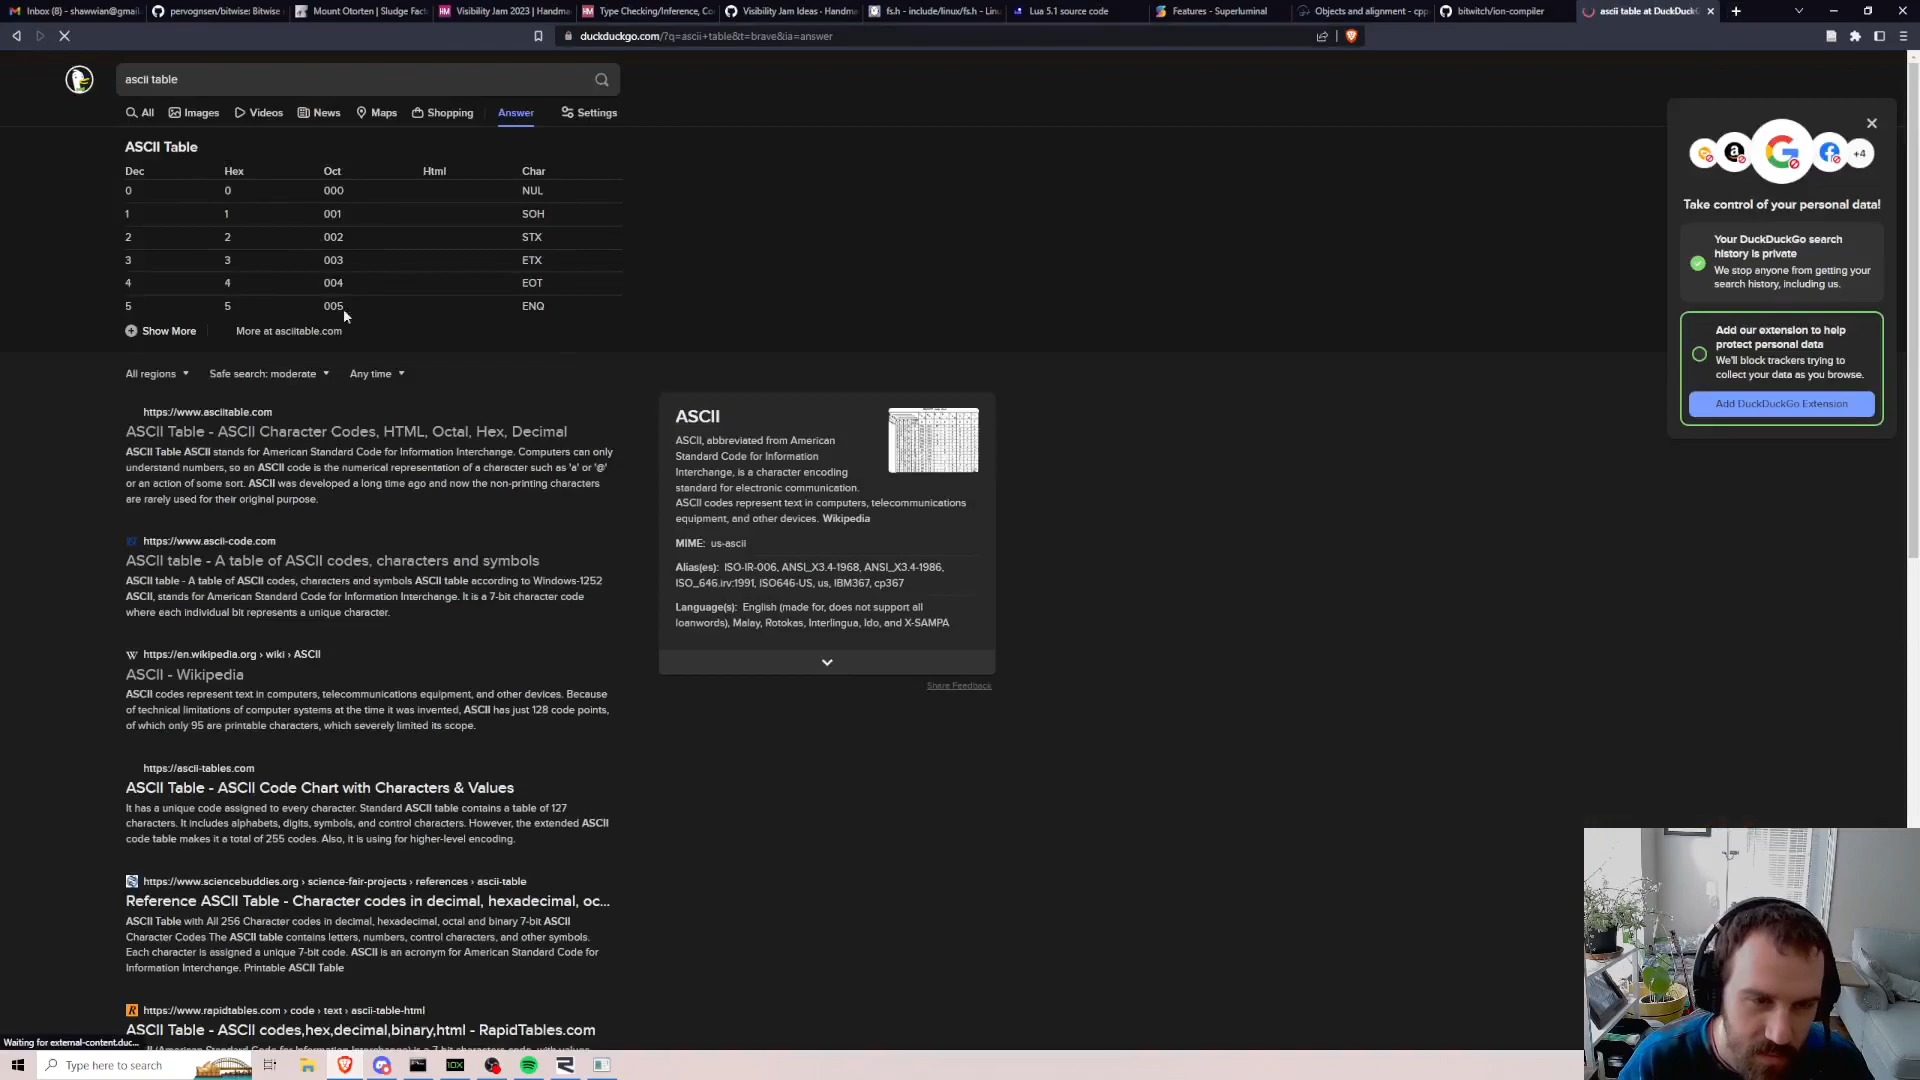 Inbox (8) - shawwian@gmail.com
pervognsen/bitwise: Bitwise
Mount Otorten | Sludge Fact
Visibility Jam 2023 | Handma
Type Checking/Inference, Co
Visibility Jam Ideas · Handma
fs.h - include/linux/fs.h - Lin
Lua 5.1 source code
Features - Superluminal
Objects and alignment - cpp
bitwitch/ion-compiler
ascii table at DuckDuckG
duckduckgo.com/?q=ascii+table&t=brave&ia=answer
ascii table
All
Images
Videos
News
Maps
Shopping
Answer
Settings
ASCII Table
Dec Hex Oct Html Char
0 0 000 NUL
1 1 001 SOH
2 2 002 STX
3 3 003 ETX
4 4 004 EOT
5 5 005 ENQ
Show More
More at asciitable.com
All regions
Safe search: moderate
Any time
https://www.asciitable.com
ASCII Table - ASCII Character Codes, HTML, Octal, Hex, Decimal
ASCII Table ASCII stands for American Standard Code for Information Interchange. Computers can only
understand numbers, so an ASCII code is the numerical representation of a character such as 'a' or '@'
or an action of some sort. ASCII was developed a long time ago and now the non-printing characters
are rarely used for their original purpose.
https://www.ascii-code.com
ASCII table - A table of ASCII codes, characters and symbols
ASCII table - A table of ASCII codes, characters and symbols ASCII table according to Windows-1252
ASCII, stands for American Standard Code for Information Interchange. It is a 7-bit character code
where each individual bit represents a unique character.
W https://en.wikipedia.org › wiki › ASCII
ASCII - Wikipedia
ASCII codes represent text in computers, telecommunications equipment, and other devices. Because
of technical limitations of computer systems at the time it was invented, ASCII has just 128 code points,
of which only 95 are printable characters, which severely limited its scope.
https://ascii-tables.com
ASCII Table - ASCII Code Chart with Characters & Values
It has a unique code assigned to every character. Standard ASCII table contains a table of 127
characters. It includes alphabets, digits, symbols, and control characters. However, the extended ASCII
code table makes it a total of 255 codes. Also, it is using for higher-level encoding.
https://www.sciencebuddies.org › science-fair-projects › references › ascii-table
Reference ASCII Table - Character codes in decimal, hexadecimal, oc...
ASCII Table with All 256 Character codes in decimal, hexadecimal, octal and binary 7-bit ASCII
Character Codes The ASCII table contains letters, numbers, control characters, and other symbols.
Each character is assigned a unique 7-bit code. ASCII is an acronym for American Standard Code for
Information Interchange. Printable ASCII Table
R https://www.rapidtables.com › code › text › ascii-table-html
ASCII Table - ASCII codes,hex,decimal,binary,html - RapidTables.com
ASCII
ASCII, abbreviated from American
Standard Code for Information
Interchange, is a character encoding
standard for electronic communication.
ASCII codes represent text in computers, telecommunications
equipment, and other devices. Wikipedia
MIME: us-ascii
Alias(es): ISO-IR-006, ANSI_X3.4-1968, ANSI_X3.4-1986,
ISO_646.irv:1991, ISO646-US, us, IBM367, cp367
Language(s): English (made for, does not support all
loanwords), Malay, Rotokas, Interlingua, Ido, and X-SAMPA
Share Feedback
+4
Take control of your personal data!
Your DuckDuckGo search
history is private
We stop anyone from getting your
search history, including us.
Add our extension to help
protect personal data
We'll block trackers trying to
collect your data as you browse.
Add DuckDuckGo Extension
Waiting for external-content.duc...
Type here to search
10X